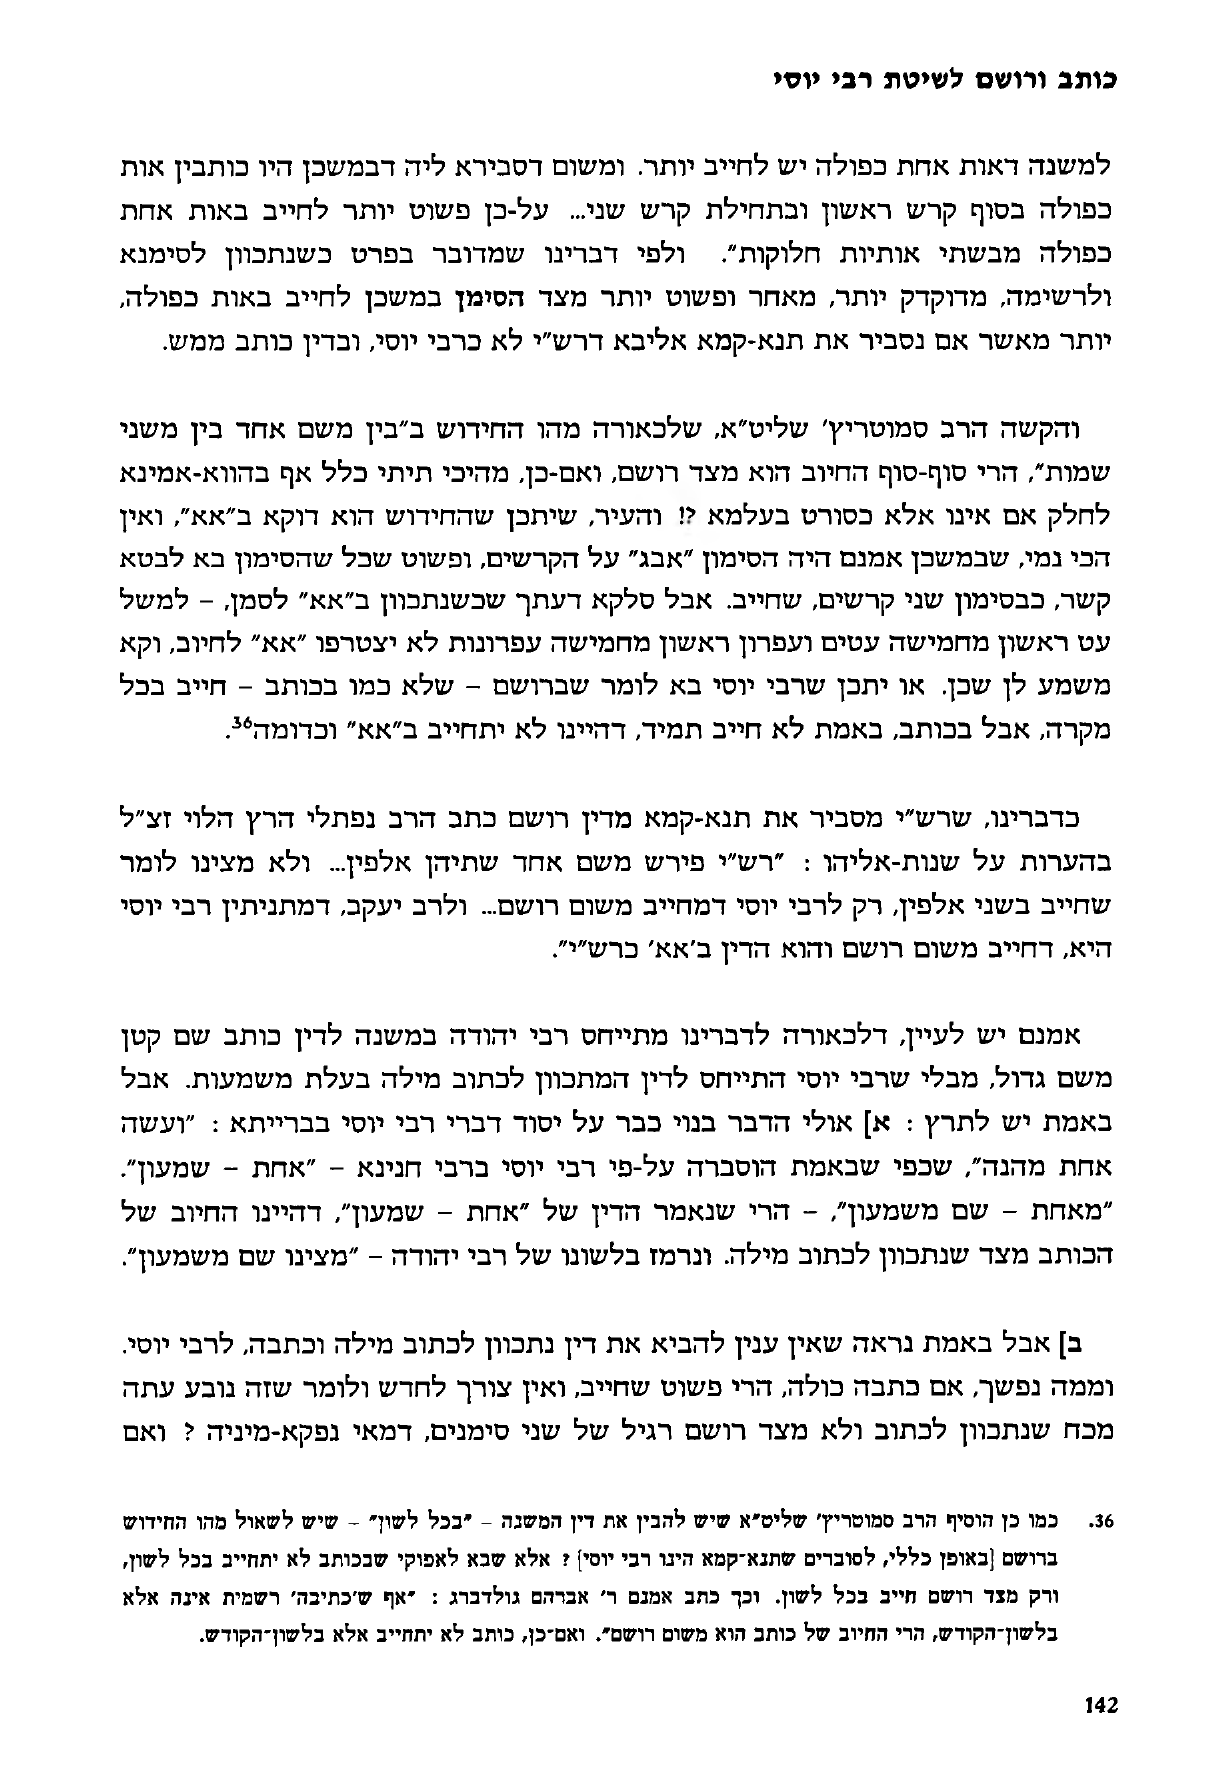 כותב ורושם לשיטת רבי יוסי
למשנה דאות אחת כפולה יש לחייב יותר. ומשום דסבירא ליה דבמשכן היו כותבין אות
כפולה בסוף קרש ראשון ובתחילת קרש שני... על-כן פשוט יותר לחייב באות אחת
כפולה מבשתי אותיות חלוקות". ולפי דברינו שמדובר בפרט כשנתכוון לסימנא
ולרשימה, מדוקדק יותר, מאחר ופשוט יותר מצד הסימן במשכן לחייב באות כפולה,
יותר מאשר אם נסביר את תנא-קמא אליבא דרש"י לא כרבי יוסי, ובדין כותב ממש.
והקשה הרב סמוטריץ' שליט"א, שלכאורה מהו החידוש ב"בין משם אחד בין משני
שמות", הרי סוף-סוף החיוב הוא מצד רושם, ואם-כן, מהיכי תיתי כלל אף בהווא-אמינא
לחלק אם אינו אלא כסורט בעלמא ?! והעיר, שיתכן שהחידוש הוא דוקא ב"אא", ואין
הכי נמי, שבמשכן אמנם היה הסימון "אבג" על הקרשים, ופשוט שכל שהסימון בא לבטא
קשר, כבסימון שני קרשים, שחייב. אבל סלקא דעתך שכשנתכוון ב"אא" לסמן, – למשל
עט ראשון מחמישה עטים ועפרון ראשון מחמישה עפרונות לא יצטרפו "אא" לחיוב, וקא
משמע לן שכן. או יתכן שרבי יוסי בא לומר שברושם – שלא כמו בכותב – חייב בכל
מקרה, אבל בכותב, באמת לא חייב תמיד, דהיינו לא יתחייב ב"אא" וכדומה³⁶.
כדברינו, שרש"י מסביר את תנא-קמא מדין רושם כתב הרב נפתלי הרץ הלוי זצ"ל
בהערות על שנות-אליהו : "רש"י פירש משם אחד שתיהן אלפין... ולא מצינו לומר
שחייב בשני אלפין, רק לרבי יוסי דמחייב משום רושם... ולרב יעקב, דמתניתין רבי יוסי
היא, דחייב משום רושם והוא הדין ב'אא' כרש"י".
אמנם יש לעיין, דלכאורה לדברינו מתייחס רבי יהודה במשנה לדין כותב שם קטן
משם גדול, מבלי שרבי יוסי התייחס לדין המתכוון לכתוב מילה בעלת משמעות. אבל
באמת יש לתרץ : א] אולי הדבר בנוי כבר על יסוד דברי רבי יוסי בברייתא : "ועשה
אחת מהנה", שכפי שבאמת הוסברה על-פי רבי יוסי ברבי חנינא – "אחת – שמעון".
"מאחת – שם משמעון", – הרי שנאמר הדין של "אחת – שמעון", דהיינו החיוב של
הכותב מצד שנתכוון לכתוב מילה. ונרמז בלשונו של רבי יהודה – "מצינו שם משמעון".
ב] אבל באמת נראה שאין ענין להביא את דין נתכוון לכתוב מילה וכתבה, לרבי יוסי.
וממה נפשך, אם כתבה כולה, הרי פשוט שחייב, ואין צורך לחדש ולומר שזה נובע עתה
מכח שנתכוון לכתוב ולא מצד רושם רגיל של שני סימנים, דמאי נפקא-מיניה ? ואם
36. כמו כן הוסיף הרב סמוטריץ' שליט"א שיש להבין את דין המשנה – "בכל לשון" – שיש לשאול מהו החידוש
ברושם [באופן כללי, לסוברים שתנא-קמא הינו רבי יוסי] ? אלא שבא לאפוקי שבכותב לא יתחייב בכל לשון,
ורק מצד רושם חייב בכל לשון. וכך כתב אמנם ר' אברהם גולדברג : "אף ש'כתיבה' רשמית אינה אלא
בלשון-הקודש, הרי החיוב של כותב הוא משום רושם". ואם-כן, כותב לא יתחייב אלא בלשון-הקודש.
142